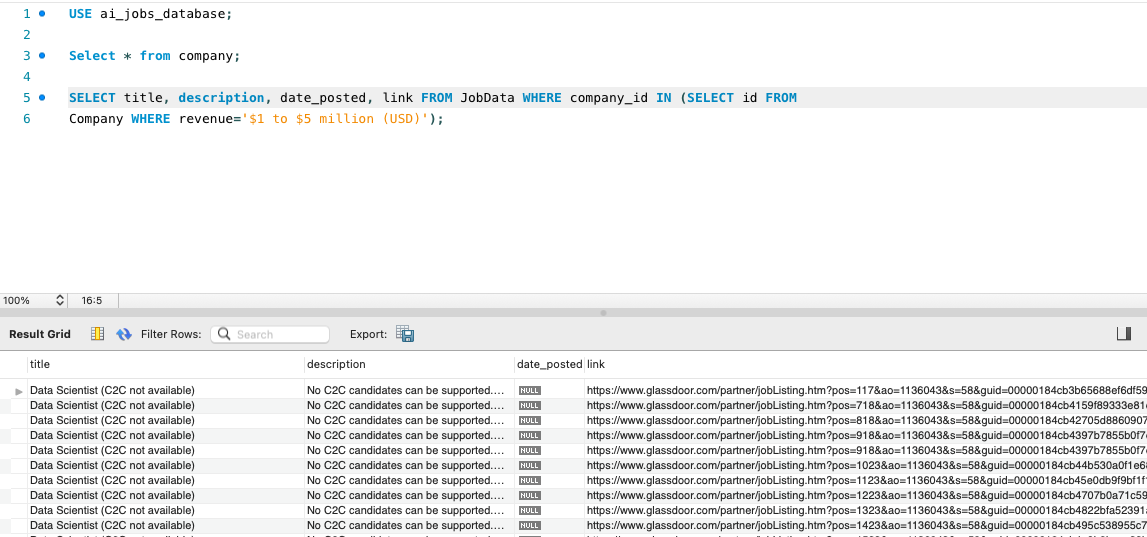 1 USE ai_jobs_database;
2
3 Select * from company;
4
5 SELECT title, description, date_posted, link FROM JobData WHERE company_id IN (SELECT id FROM
6 Company WHERE revenue='$1 to $5 million (USD)');
100% 16:5
Result Grid Filter Rows: Search Export:
title description date_posted link
Data Scientist (C2C not available) No C2C candidates can be supported.... NULL https://www.glassdoor.com/partner/jobListing.htm?pos=117&ao=1136043&s=58&guid=00000184cb3b65688ef6df59
Data Scientist (C2C not available) No C2C candidates can be supported.... NULL https://www.glassdoor.com/partner/jobListing.htm?pos=718&ao=1136043&s=58&guid=00000184cb4159f89333e81
Data Scientist (C2C not available) No C2C candidates can be supported.... NULL https://www.glassdoor.com/partner/jobListing.htm?pos=818&ao=1136043&s=58&guid=00000184cb42705d8860907
Data Scientist (C2C not available) No C2C candidates can be supported.... NULL https://www.glassdoor.com/partner/jobListing.htm?pos=918&ao=1136043&s=58&guid=00000184cb4397b7855b0f7
Data Scientist (C2C not available) No C2C candidates can be supported.... NULL https://www.glassdoor.com/partner/jobListing.htm?pos=918&ao=1136043&s=58&guid=00000184cb4397b7855b0f7
Data Scientist (C2C not available) No C2C candidates can be supported.... NULL https://www.glassdoor.com/partner/jobListing.htm?pos=1023&ao=1136043&s=58&guid=00000184cb44b530a0f1e6
Data Scientist (C2C not available) No C2C candidates can be supported.... NULL https://www.glassdoor.com/partner/jobListing.htm?pos=1123&ao=1136043&s=58&guid=00000184cb45e0db9f9bf1f
Data Scientist (C2C not available) No C2C candidates can be supported.... NULL https://www.glassdoor.com/partner/jobListing.htm?pos=1223&ao=1136043&s=58&guid=00000184cb4707b0a71c59
Data Scientist (C2C not available) No C2C candidates can be supported.... NULL https://www.glassdoor.com/partner/jobListing.htm?pos=1323&ao=1136043&s=58&guid=00000184cb4822bfa52391
Data Scientist (C2C not available) No C2C candidates can be supported.... NULL https://www.glassdoor.com/partner/jobListing.htm?pos=1423&ao=1136043&s=58&guid=00000184cb495c538955c7